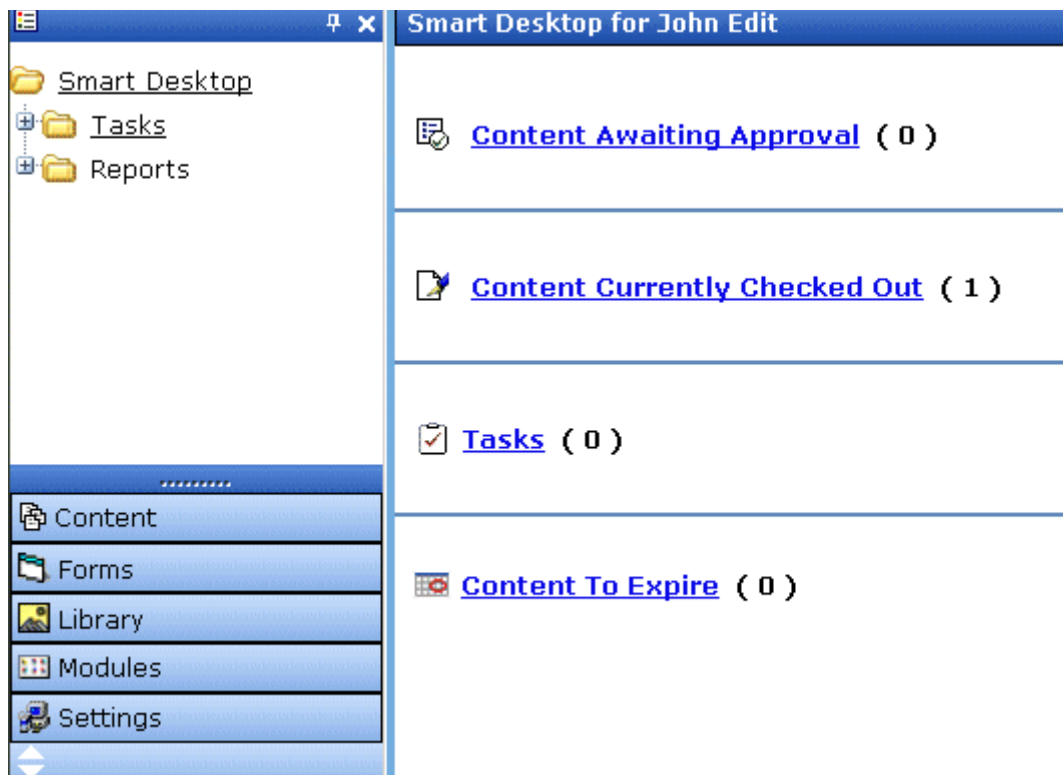 Smart Desktop for John Edit
Smart Desktop
Tasks
Reports
Content
Forms
Library
Modules
Settings
Content Awaiting Approval ( 0 )
Content Currently Checked Out ( 1 )
Tasks ( 0 )
Content To Expire ( 0 )